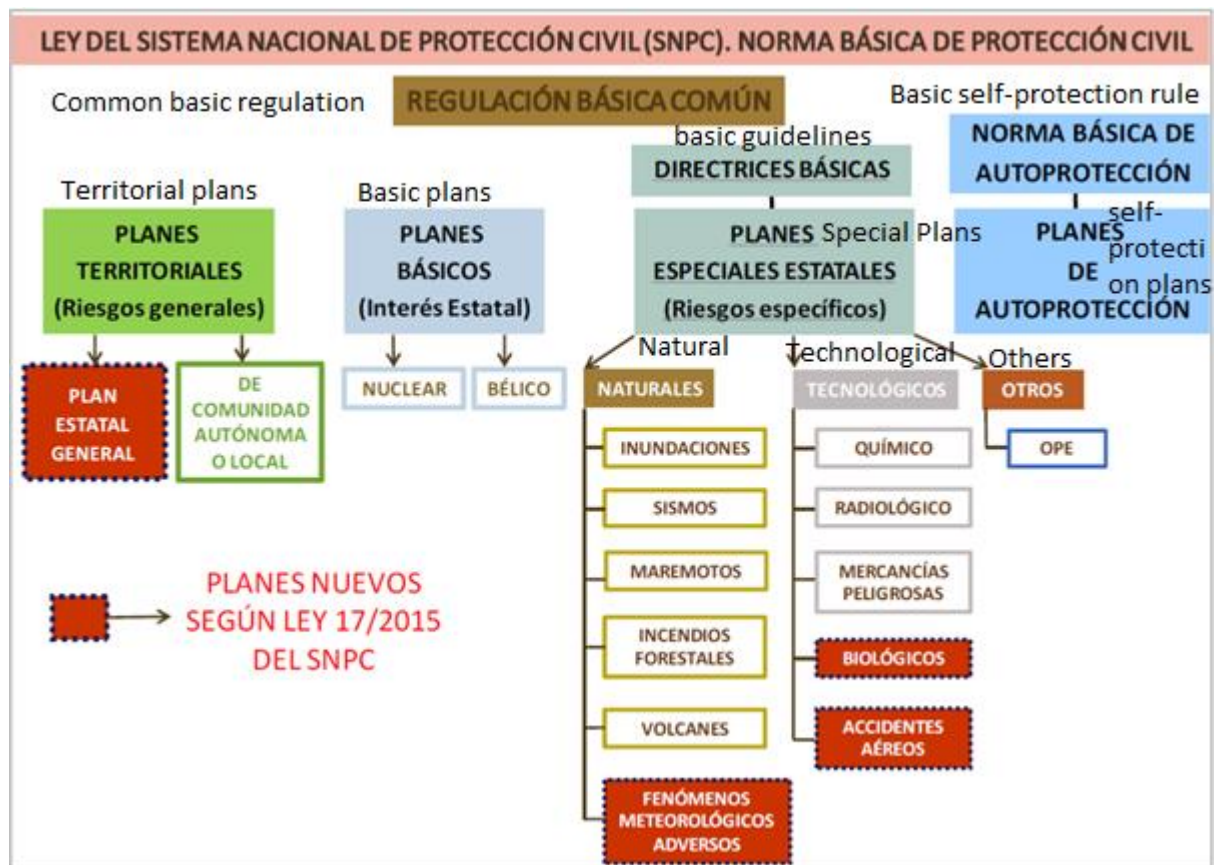 LEY DEL SISTEMA NACIONAL DE PROTECCIÓN CIVIL (SNPC). NORMA BÁSICA DE PROTECCIÓN CIVIL
Common basic regulation
REGULACIÓN BÁSICA COMÚN
Basic self-protection rule
basic guidelines
DIRECTRICES BÁSICAS
NORMA BÁSICA DE
AUTOPROTECCIÓN
Territorial plans
PLANES
TERRITORIALES
(Riesgos generales)
Basic plans
PLANES
BÁSICOS
(Interés Estatal)
PLANES
Special Plans
ESPECIALES ESTATALES
(Riesgos específicos)
self-
protecti
on plans
PLANES
DE
AUTOPROTECCIÓN
PLAN
ESTATAL
GENERAL
DE
COMUNIDAD
AUTÓNOMA
O LOCAL
NUCLEAR
BÉLICO
Natural
NATURALES
INUNDACIONES
SISMOS
MAREMOTOS
INCENDIOS
FORESTALES
VOLCANES
FENÓMENOS
METEOROLÓGICOS
ADVERSOS
Technological
TECNOLÓGICOS
QUÍMICO
RADIOLÓGICO
MERCANCÍAS
PELIGROSAS
BIOLÓGICOS
ACCIDENTES
AÉREOS
Others
OTROS
OPE
PLANES NUEVOS
SEGÚN LEY 17/2015
DEL SNPC